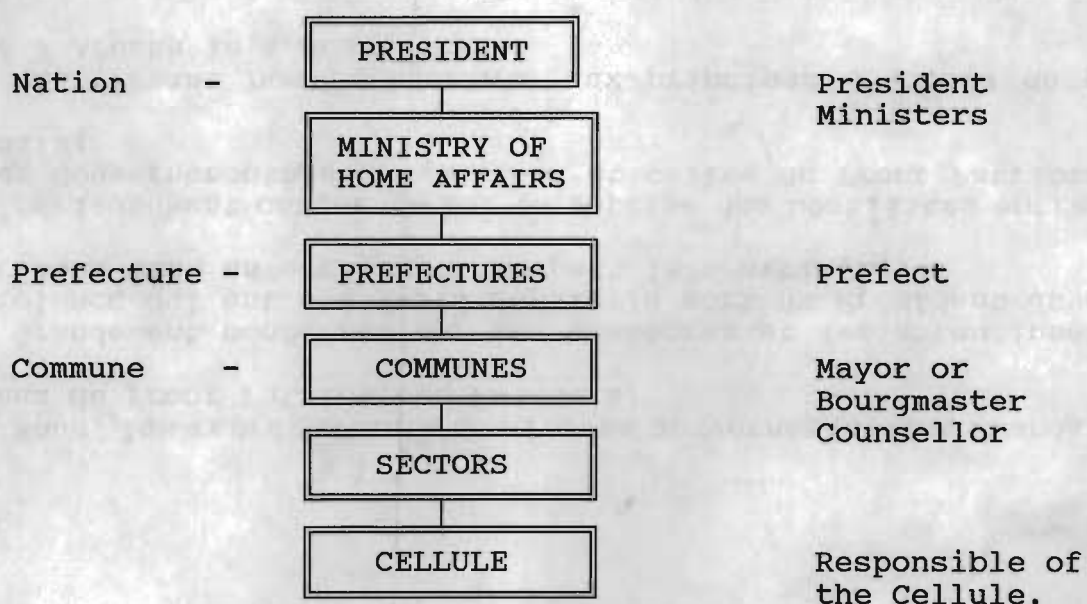 PRESIDENT
Nation - President
Ministers
MINISTRY OF
HOME AFFAIRS
Prefecture - PREFECTURES Prefect
Commune - COMMUNES Mayor or
Bourgmaster
Counsellor
SECTORS
CELLULE Responsible of
the Cellule.